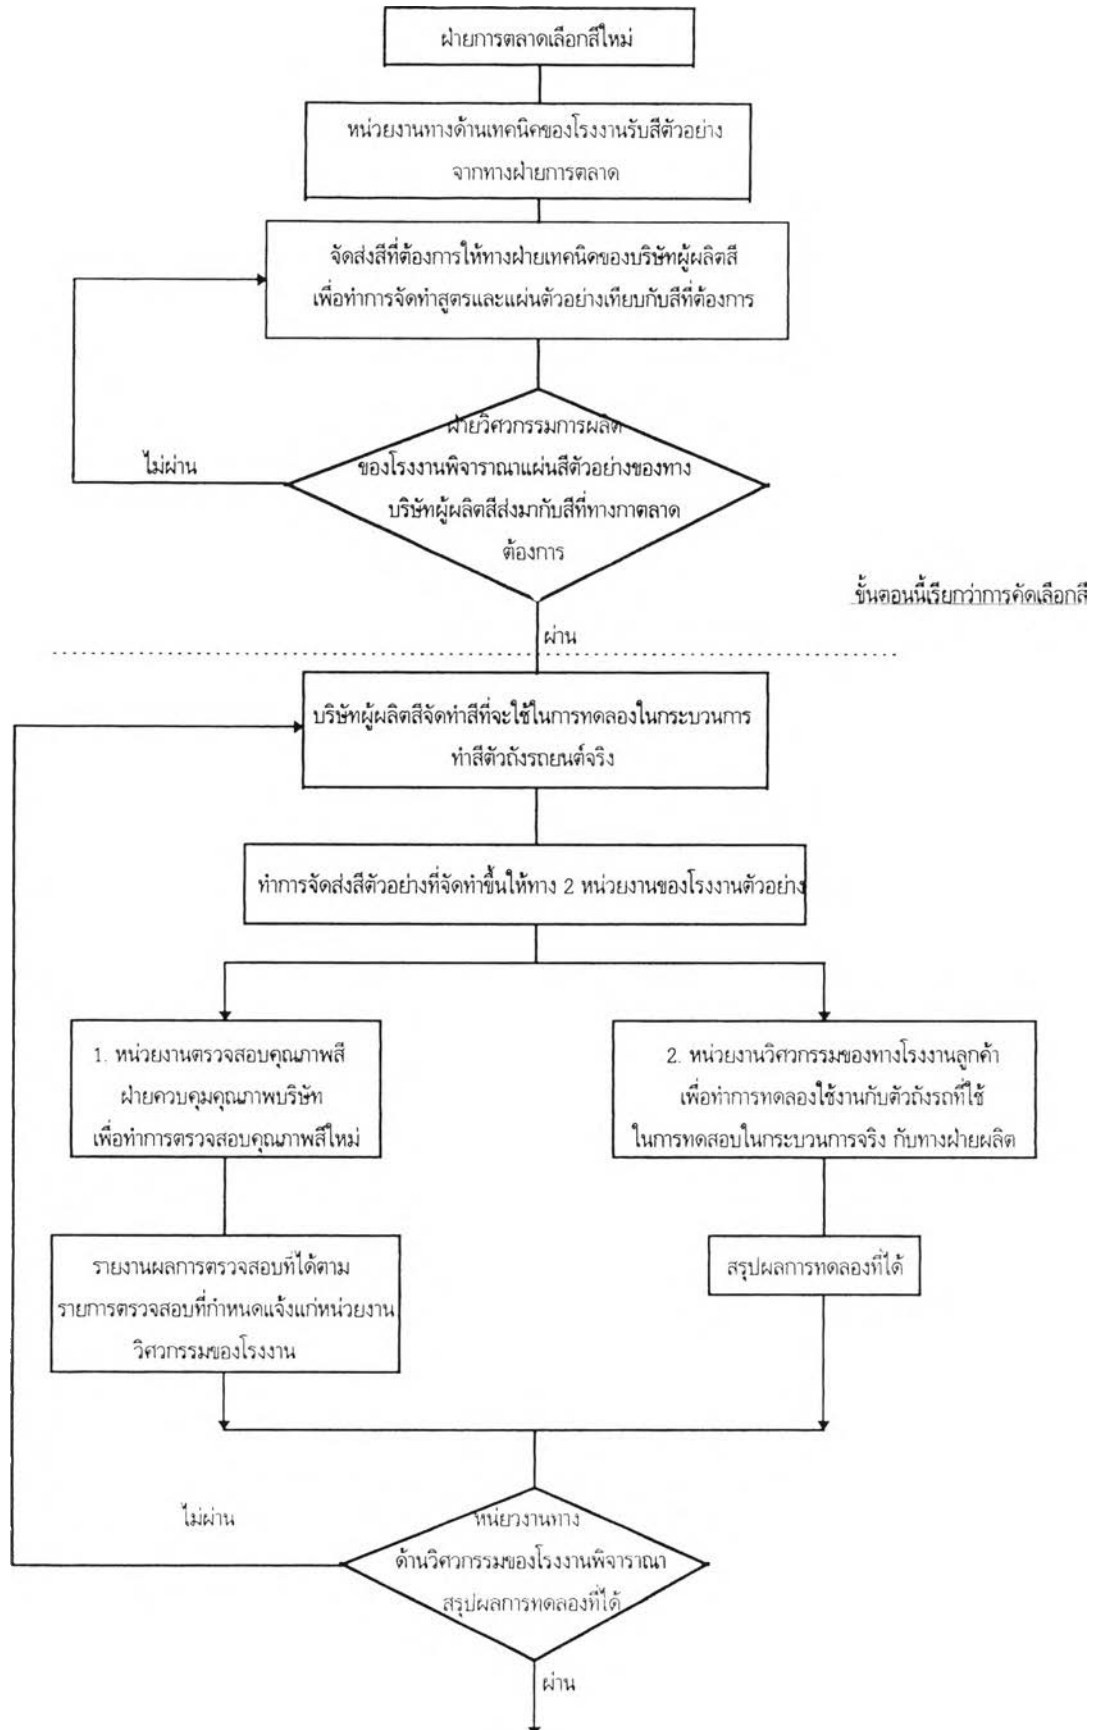 ฝ่ายการตลาดเลือกสีใหม่
หน่วยงานทางด้านเทคนิคของโรงงานรับสีตัวอย่าง
จากทางฝ่ายการตลาด
จัดส่งสีที่ต้องการให้ทางฝ่ายเทคนิคของบริษัทผู้ผลิตสี
เพื่อทำการจัดทำสูตรและแผ่นตัวอย่างเทียบกับสีที่ต้องการ
ฝ่ายวิศวกรรมการผลิต
ของโรงงานพิจาราณาแผ่นสีตัวอย่างของทาง
บริษัทผู้ผลิตสีส่งมากับสีที่ทางกาตลาด
ต้องการ
ไม่ผ่าน
ขั้นตอนนี้เรียกว่าการคัดเลือกสี
ผ่าน
บริษัทผู้ผลิตสีจัดทำสีที่จะใช้ในการทดลองในกระบวนการ
ทำสีตัวถังรถยนต์จริง
ทำการจัดส่งสีตัวอย่างที่จัดทำขึ้นให้ทาง 2 หน่วยงานของโรงงานตัวอย่าง
1. หน่วยงานตรวจสอบคุณภาพสี
ฝ่ายควบคุมคุณภาพบริษัท
เพื่อทำการตรวจสอบคุณภาพสีใหม่
2. หน่วยงานวิศวกรรมของทางโรงงานลูกค้า
เพื่อทำการทดลองใช้งานกับตัวถังรถที่ใช้
ในการทดสอบในกระบวนการจริง กับทางฝ่ายผลิต
รายงานผลการตรวจสอบที่ได้ตาม
รายการตรวจสอบที่กำหนดแจ้งแก่หน่วยงาน
วิศวกรรมของโรงงาน
สรุปผลการทดลองที่ได้
ไม่ผ่าน
หน่ยวงานทาง
ด้านวิศวกรรมของโรงงานพิจาราณา
สรุปผลการทดลองที่ได้
ผ่าน